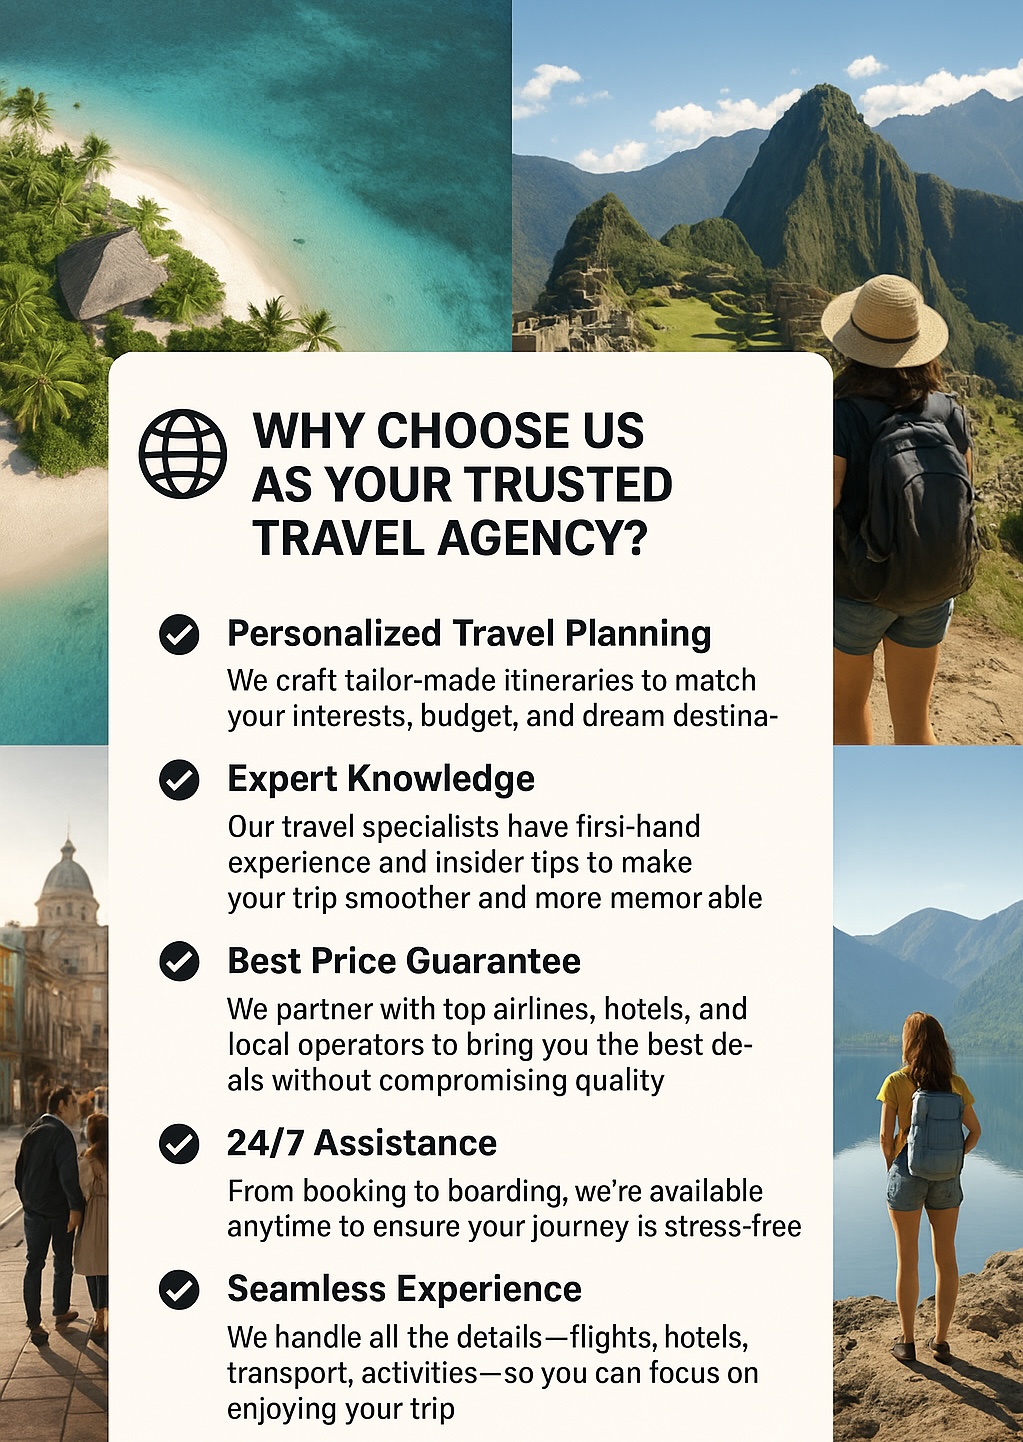 WHY CHOOSE US
AS YOUR TRUSTED
TRAVEL AGENCY?
Personalized Travel Planning
We craft tailor-made itineraries to match
your interests, budget, and dream destina-
Expert Knowledge
Our travel specialists have firsi-hand
experience and insider tips to make
your trip smoother and more memor able
Best Price Guarantee
We partner with top airlines, hotels, and
local operators to bring you the best de-
als without compromising quality
24/7 Assistance
From booking to boarding, we’re available
anytime to ensure your journey is stress-free
Seamless Experience
We handle all the details—flights, hotels,
transport, activities—so you can focus on
enjoying your trip